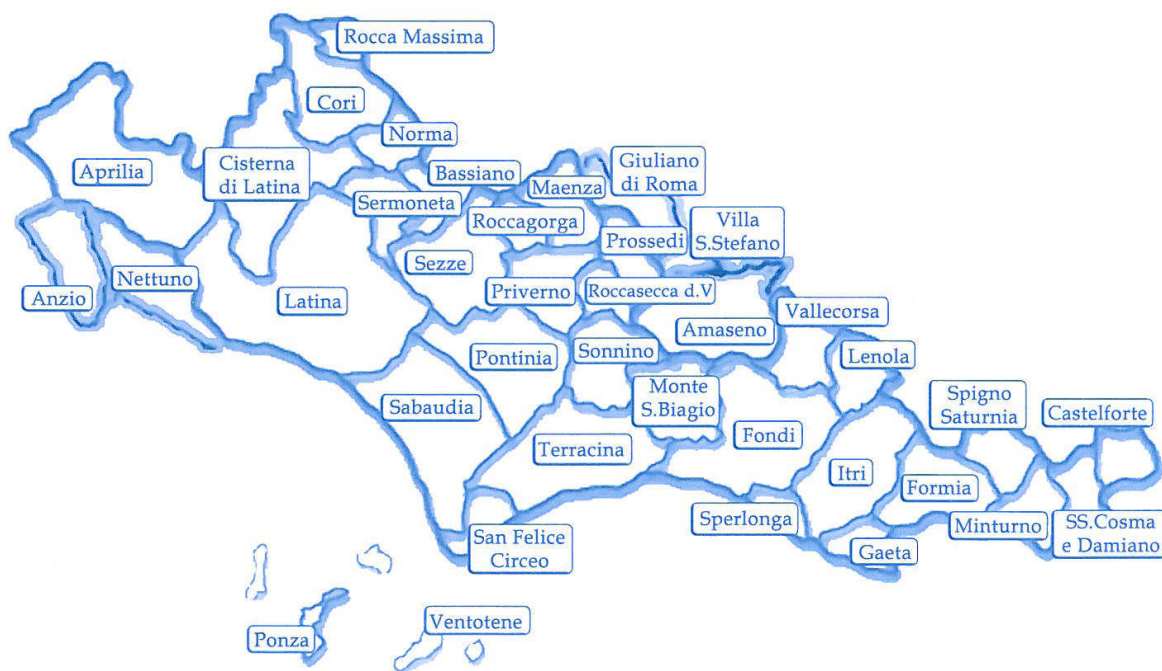 Rocca Massima
Cori
Norma
Aprilia
Cisterna
di Latina
Bassiano
Maenza
Giuliano
di Roma
Sermoneta
Roccagorga
Villa
S.Stefano
Prossedi
Sezze
Nettuno
Anzio
Latina
Priverno
Roccasecca d.V
Vallecorsa
Amaseno
Pontinia
Sonnino
Lenola
Sabaudia
Monte
S.Biagio
Spigno
Saturnia
Castelforte
Terracina
Fondi
Itri
Formia
Sperlonga
Minturno
SS.Cosma
e Damiano
San Felice
Circeo
Gaeta
Ponza
Ventotene